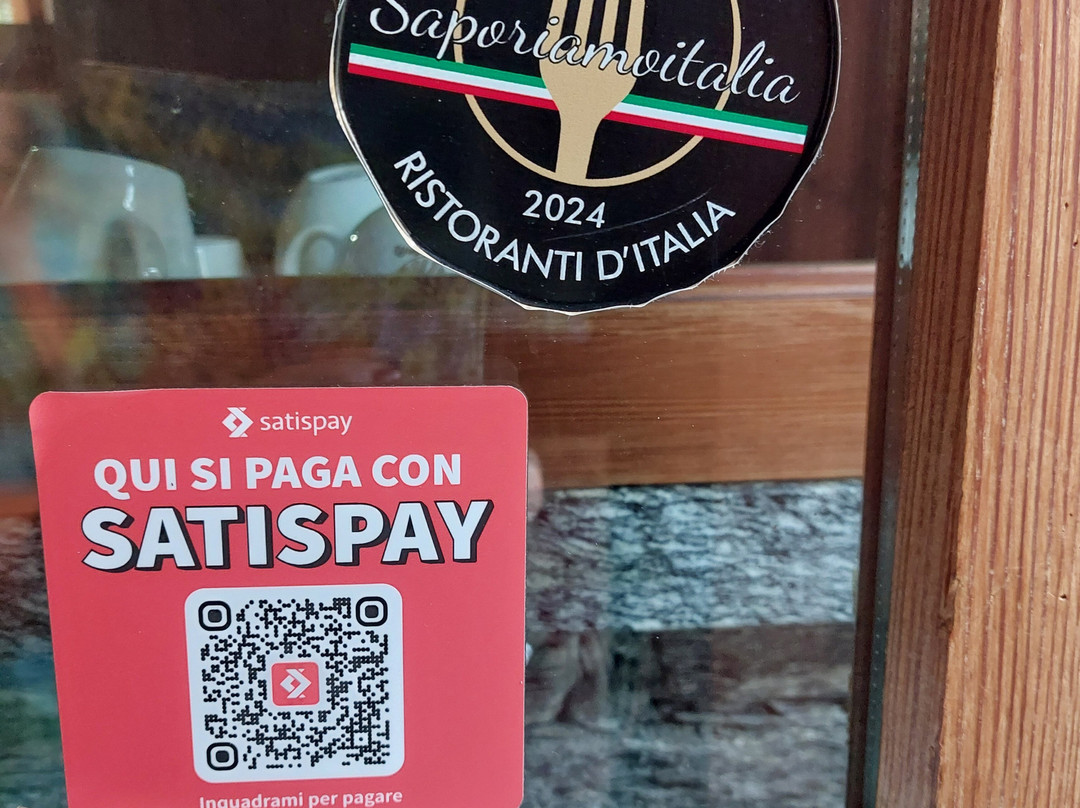 Saporiamoitalia
2024
RISTORANTI D'ITALIA
satispay
QUI SI PAGA CON
SATISPAY
Inquadrami per pagare